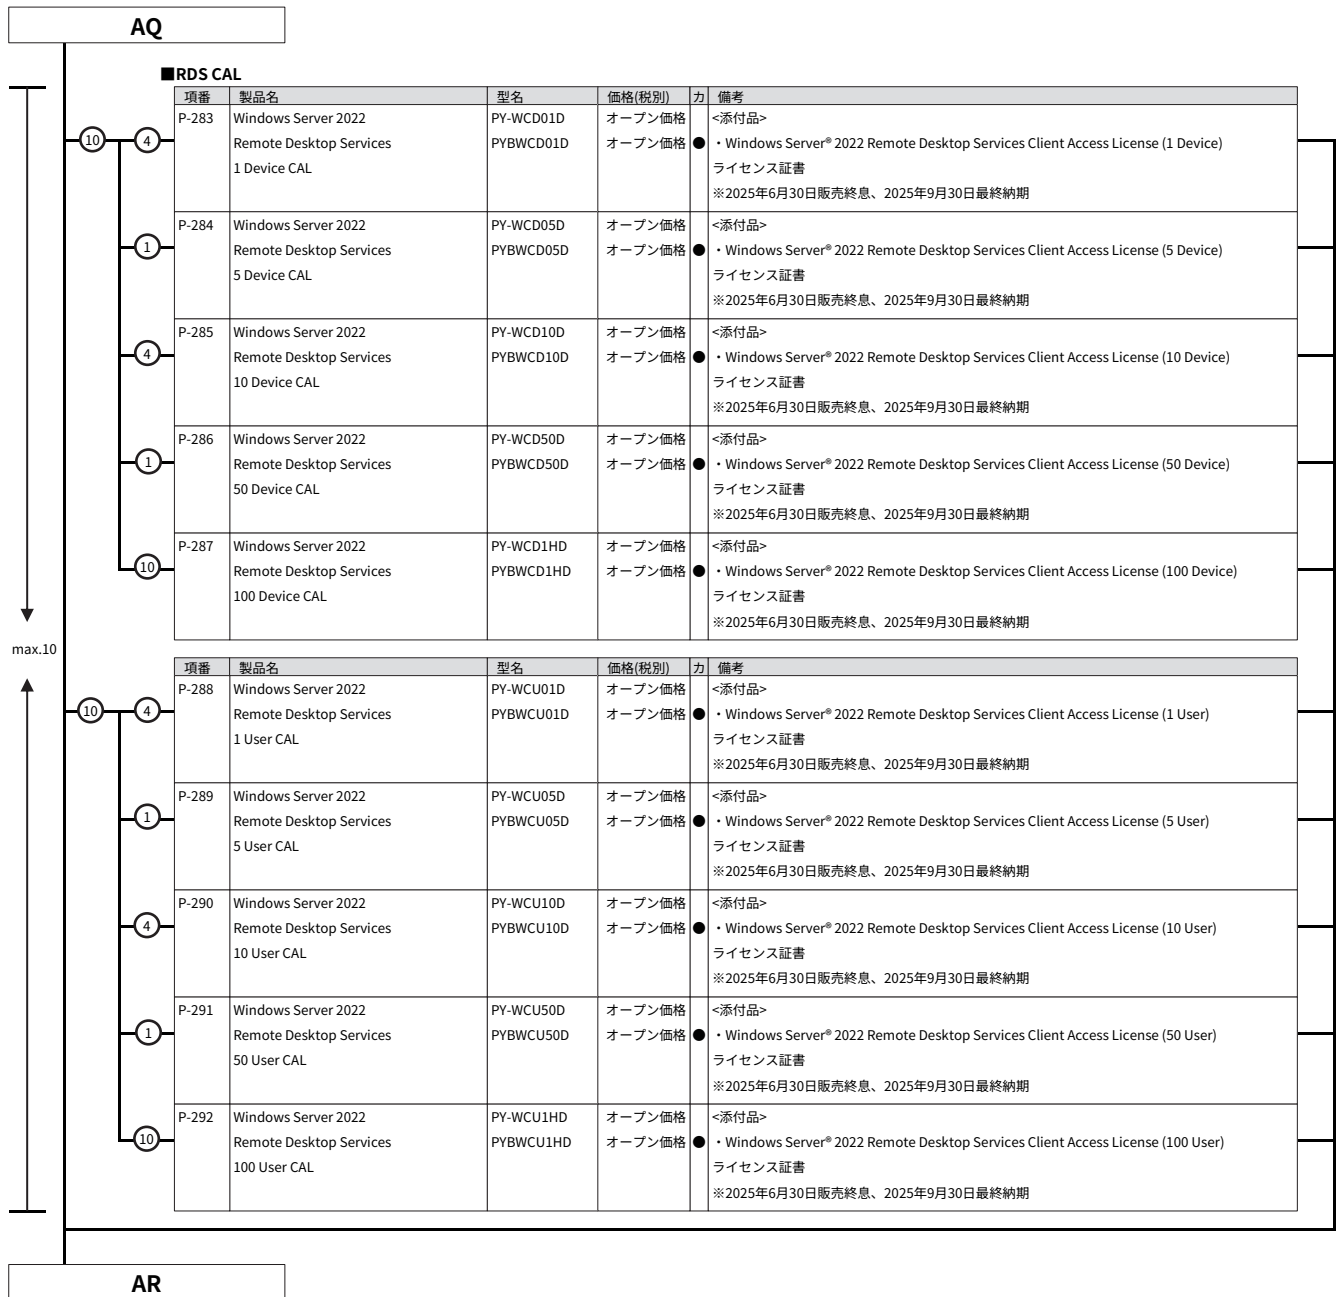 AQ
■RDS CAL
項番 製品名 型名 価格(税別) カ 備考
10 4 P-283 Windows Server 2022 PY-WCD01D オープン価格 <添付品>
Remote Desktop Services PYBWCD01D オープン価格 ● ・Windows Server® 2022 Remote Desktop Services Client Access License (1 Device)
1 Device CAL ライセンス証書
※2025年6月30日販売終息、2025年9月30日最終納期
1 P-284 Windows Server 2022 PY-WCD05D オープン価格 <添付品>
Remote Desktop Services PYBWCD05D オープン価格 ● ・Windows Server® 2022 Remote Desktop Services Client Access License (5 Device)
5 Device CAL ライセンス証書
※2025年6月30日販売終息、2025年9月30日最終納期
4 P-285 Windows Server 2022 PY-WCD10D オープン価格 <添付品>
Remote Desktop Services PYBWCD10D オープン価格 ● ・Windows Server® 2022 Remote Desktop Services Client Access License (10 Device)
10 Device CAL ライセンス証書
※2025年6月30日販売終息、2025年9月30日最終納期
1 P-286 Windows Server 2022 PY-WCD50D オープン価格 <添付品>
Remote Desktop Services PYBWCD50D オープン価格 ● ・Windows Server® 2022 Remote Desktop Services Client Access License (50 Device)
50 Device CAL ライセンス証書
※2025年6月30日販売終息、2025年9月30日最終納期
10 P-287 Windows Server 2022 PY-WCD1HD オープン価格 <添付品>
Remote Desktop Services PYBWCD1HD オープン価格 ● ・Windows Server® 2022 Remote Desktop Services Client Access License (100 Device)
100 Device CAL ライセンス証書
※2025年6月30日販売終息、2025年9月30日最終納期
max.10
項番 製品名 型名 価格(税別) カ 備考
10 4 P-288 Windows Server 2022 PY-WCU01D オープン価格 <添付品>
Remote Desktop Services PYBWCU01D オープン価格 ● ・Windows Server® 2022 Remote Desktop Services Client Access License (1 User)
1 User CAL ライセンス証書
※2025年6月30日販売終息、2025年9月30日最終納期
1 P-289 Windows Server 2022 PY-WCU05D オープン価格 <添付品>
Remote Desktop Services PYBWCU05D オープン価格 ● ・Windows Server® 2022 Remote Desktop Services Client Access License (5 User)
5 User CAL ライセンス証書
※2025年6月30日販売終息、2025年9月30日最終納期
4 P-290 Windows Server 2022 PY-WCU10D オープン価格 <添付品>
Remote Desktop Services PYBWCU10D オープン価格 ● ・Windows Server® 2022 Remote Desktop Services Client Access License (10 User)
10 User CAL ライセンス証書
※2025年6月30日販売終息、2025年9月30日最終納期
1 P-291 Windows Server 2022 PY-WCU50D オープン価格 <添付品>
Remote Desktop Services PYBWCU50D オープン価格 ● ・Windows Server® 2022 Remote Desktop Services Client Access License (50 User)
50 User CAL ライセンス証書
※2025年6月30日販売終息、2025年9月30日最終納期
10 P-292 Windows Server 2022 PY-WCU1HD オープン価格 <添付品>
Remote Desktop Services PYBWCU1HD オープン価格 ● ・Windows Server® 2022 Remote Desktop Services Client Access License (100 User)
100 User CAL ライセンス証書
※2025年6月30日販売終息、2025年9月30日最終納期
AR